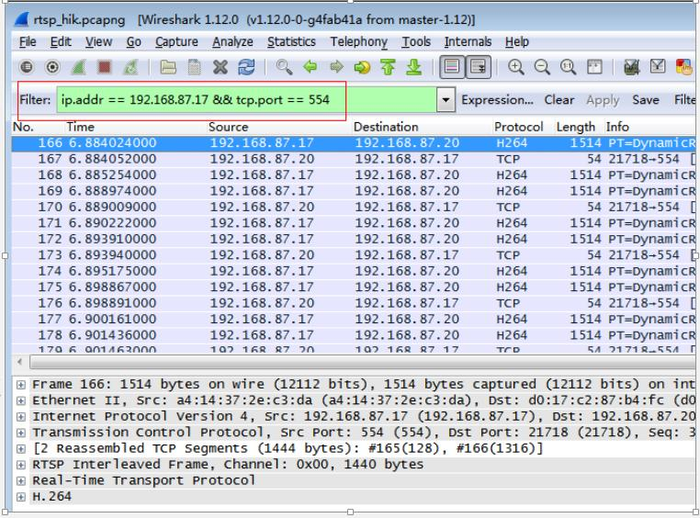 rtsp_hik.pcapng [Wireshark 1.12.0 (v1.12.0-0-g4fab41a from master-1.12)]
File Edit View Go Capture Analyze Statistics Telephony Tools Internals Help
Filter: ip.addr == 192.168.87.17 && tcp.port == 554 Expression... Clear Apply Save Filte
No. Time Source Destination Protocol Length Info
166 6.884024000 192.168.87.17 192.168.87.20 H264 1514 PT=DynamicR
167 6.884052000 192.168.87.20 192.168.87.17 TCP 54 21718→554 [
168 6.885254000 192.168.87.17 192.168.87.20 H264 1514 PT=DynamicR
169 6.888974000 192.168.87.17 192.168.87.20 H264 1514 PT=DynamicR
170 6.889009000 192.168.87.20 192.168.87.17 TCP 54 21718→554 [
171 6.890222000 192.168.87.17 192.168.87.20 H264 1514 PT=DynamicR
172 6.893910000 192.168.87.17 192.168.87.20 H264 1514 PT=DynamicR
173 6.893940000 192.168.87.20 192.168.87.17 TCP 54 21718→554 [
174 6.895175000 192.168.87.17 192.168.87.20 H264 1514 PT=DynamicR
175 6.898867000 192.168.87.17 192.168.87.20 H264 1514 PT=DynamicR
176 6.898891000 192.168.87.20 192.168.87.17 TCP 54 21718→554 [
177 6.900161000 192.168.87.17 192.168.87.20 H264 1514 PT=DynamicR
178 6.901436000 192.168.87.17 192.168.87.20 H264 1514 PT=DynamicR
179 6.901463000 192.168.87.20 192.168.87.17 TCP 54 21718→554 [
Frame 166: 1514 bytes on wire (12112 bits), 1514 bytes captured (12112 bits) on int
Ethernet II, Src: a4:14:37:2e:c3:da (a4:14:37:2e:c3:da), Dst: d0:17:c2:87:b4:fc (d0
Internet Protocol Version 4, Src: 192.168.87.17 (192.168.87.17), Dst: 192.168.87.20
Transmission Control Protocol, Src Port: 554 (554), Dst Port: 21718 (21718), Seq: 3
[2 Reassembled TCP Segments (1444 bytes): #165(128), #166(1316)]
RTSP Interleaved Frame, Channel: 0x00, 1440 bytes
Real-Time Transport Protocol
H.264